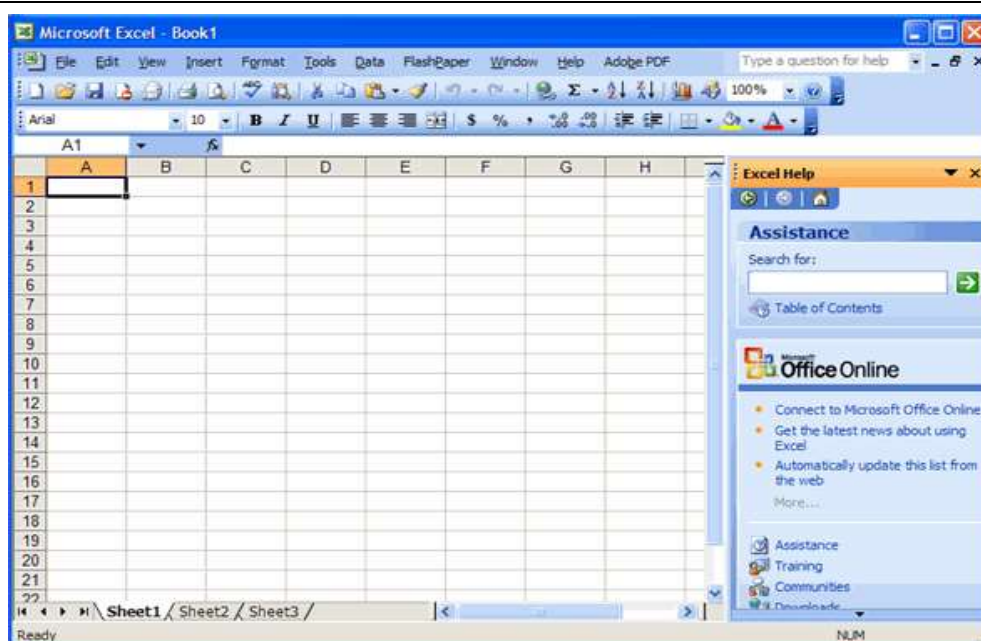 Microsoft Excel - Book1
File Edit View Insert Format Tools Data FlashPaper Window Help Adobe PDF Type a question for help
100%
Arial 10 B I U $ % ,
A1 fx
A B C D E F G H
1
2
3
4
5
6
7
8
9
10
11
12
13
14
15
16
17
18
19
20
21
22
Sheet1 Sheet2 Sheet3
Ready
NUM
Excel Help
Assistance
Search for:
Table of Contents
Microsoft
Office Online
Connect to Microsoft Office Online
Get the latest news about using
Excel
Automatically update this list from
the web
More...
Assistance
Training
Communities
Downloads